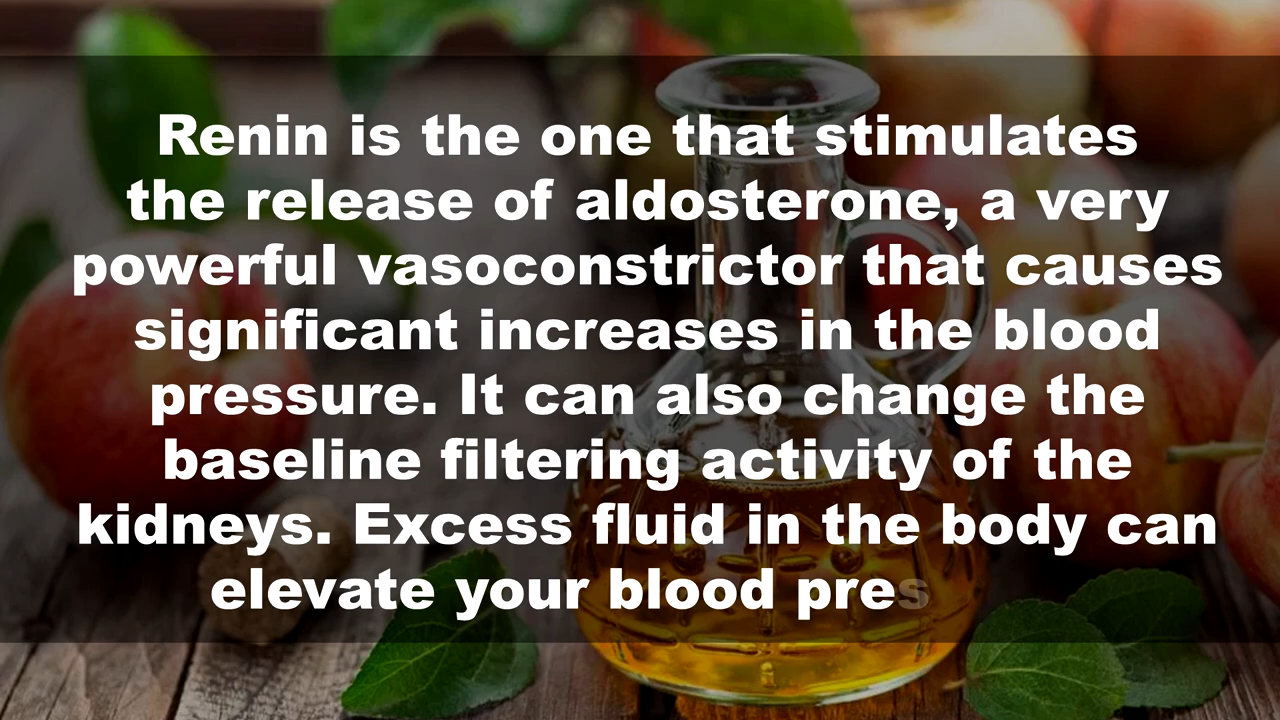 Renin is the one that stimulates
the release of aldosterone, a very
powerful vasoconstrictor that causes
significant increases in the blood
pressure. It can also change the
baseline filtering activity of the
kidneys. Excess fluid in the body can
elevate your blood pres